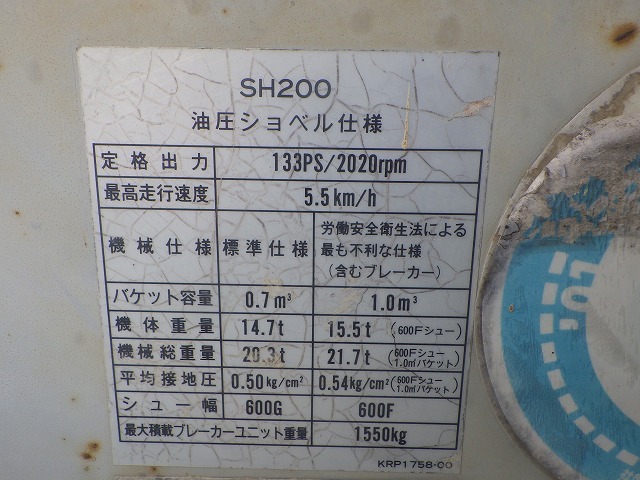 SH200
油圧ショベル仕様
定格出力 133PS/2020rpm
最高走行速度 5.5km/h
機械仕様 標準仕様 労働安全衛生法による
最も不利な仕様
(含むブレーカー)
バケット容量 0.7m³ 1.0m³
機体重量 14.7t 15.5t (600Fシュー)
機械総重量 20.3t 21.7t (600Fシュー 1.0m³バケット)
平均接地圧 0.50kg/cm² 0.54kg/cm² (600Fシュー 1.0m³バケット)
シュー幅 600G 600F
最大積載ブレーカーユニット重量 1550kg
KRP1758-00